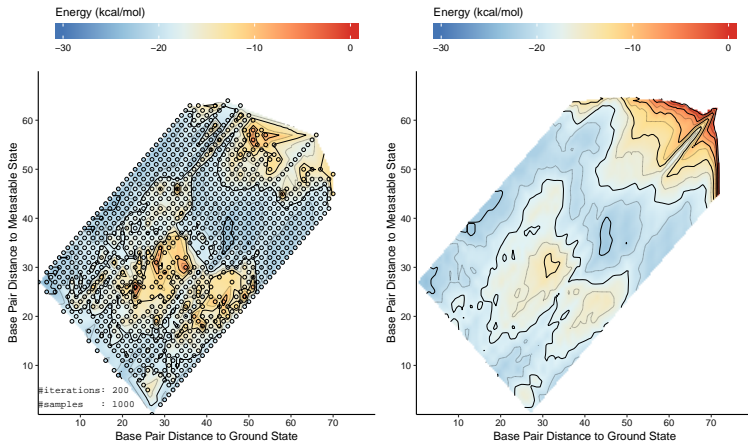 Energy (kcal/mol)
−30 −20 −10 0
Base Pair Distance to Metastable State
60
50
40
30
20
10
#iterations: 200
#samples : 1000
10 20 30 40 50 60 70
Base Pair Distance to Ground State
Energy (kcal/mol)
−30 −20 −10 0
Base Pair Distance to Metastable State
60
50
40
30
20
10
10 20 30 40 50 60 70
Base Pair Distance to Ground State